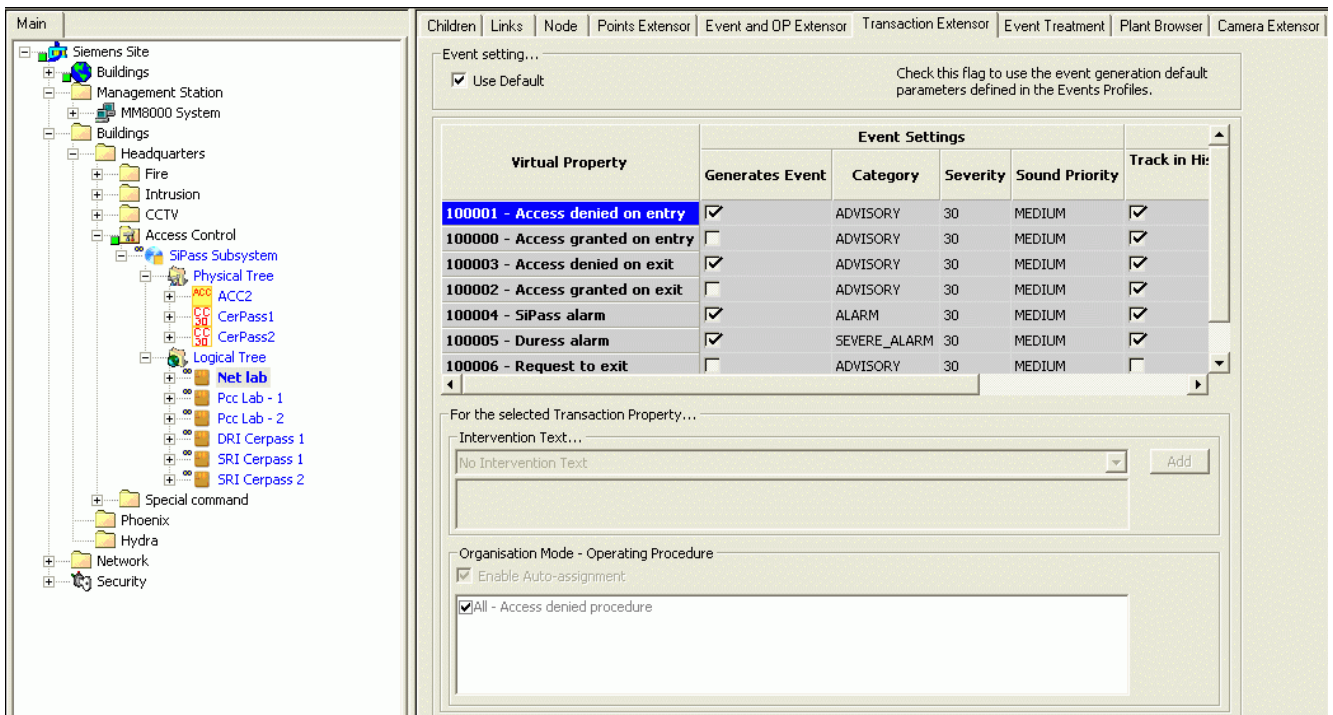 Main
Siemens Site
Buildings
Management Station
MM8000 System
Buildings
Headquarters
Fire
Intrusion
CCTV
Access Control
SiPass Subsystem
Physical Tree
ACC ACC2
CC 30 CerPass1
CC 30 CerPass2
Logical Tree
Net lab
Pcc Lab - 1
Pcc Lab - 2
DRI Cerpass 1
SRI Cerpass 1
SRI Cerpass 2
Special command
Phoenix
Hydra
Network
Security
Children Links Node Points Extensor Event and OP Extensor Transaction Extensor Event Treatment Plant Browser Camera Extensor
Event setting...
Use Default
Check this flag to use the event generation default
parameters defined in the Events Profiles.
Event Settings
Virtual Property Generates Event Category Severity Sound Priority Track in His
100001 - Access denied on entry ADVISORY 30 MEDIUM
100000 - Access granted on entry ADVISORY 30 MEDIUM
100003 - Access denied on exit ADVISORY 30 MEDIUM
100002 - Access granted on exit ADVISORY 30 MEDIUM
100004 - SiPass alarm ALARM 30 MEDIUM
100005 - Duress alarm SEVERE_ALARM 30 MEDIUM
100006 - Request to exit ADVISORY 30 MEDIUM
For the selected Transaction Property...
Intervention Text...
No Intervention Text Add
Organisation Mode - Operating Procedure
Enable Auto-assignment
All - Access denied procedure